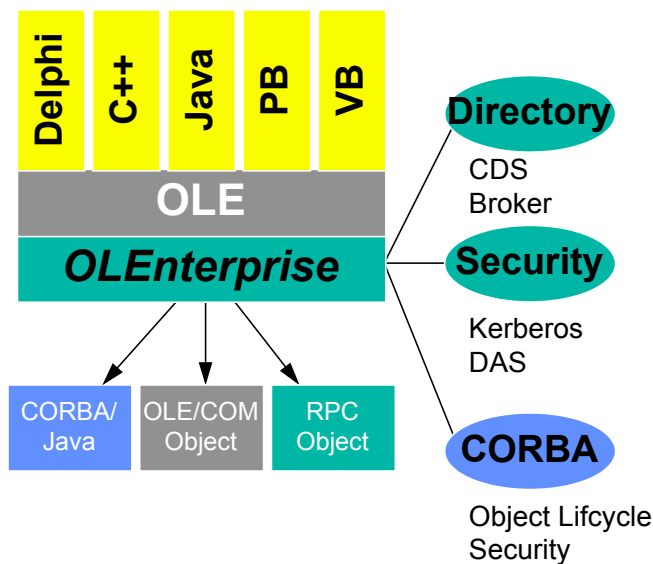 Delphi
C++
Java
PB
VB
OLE
OLEnterprise
CORBA/
Java
OLE/COM
Object
RPC
Object
Directory
CDS
Broker
Security
Kerberos
DAS
CORBA
Object Lifcycle
Security